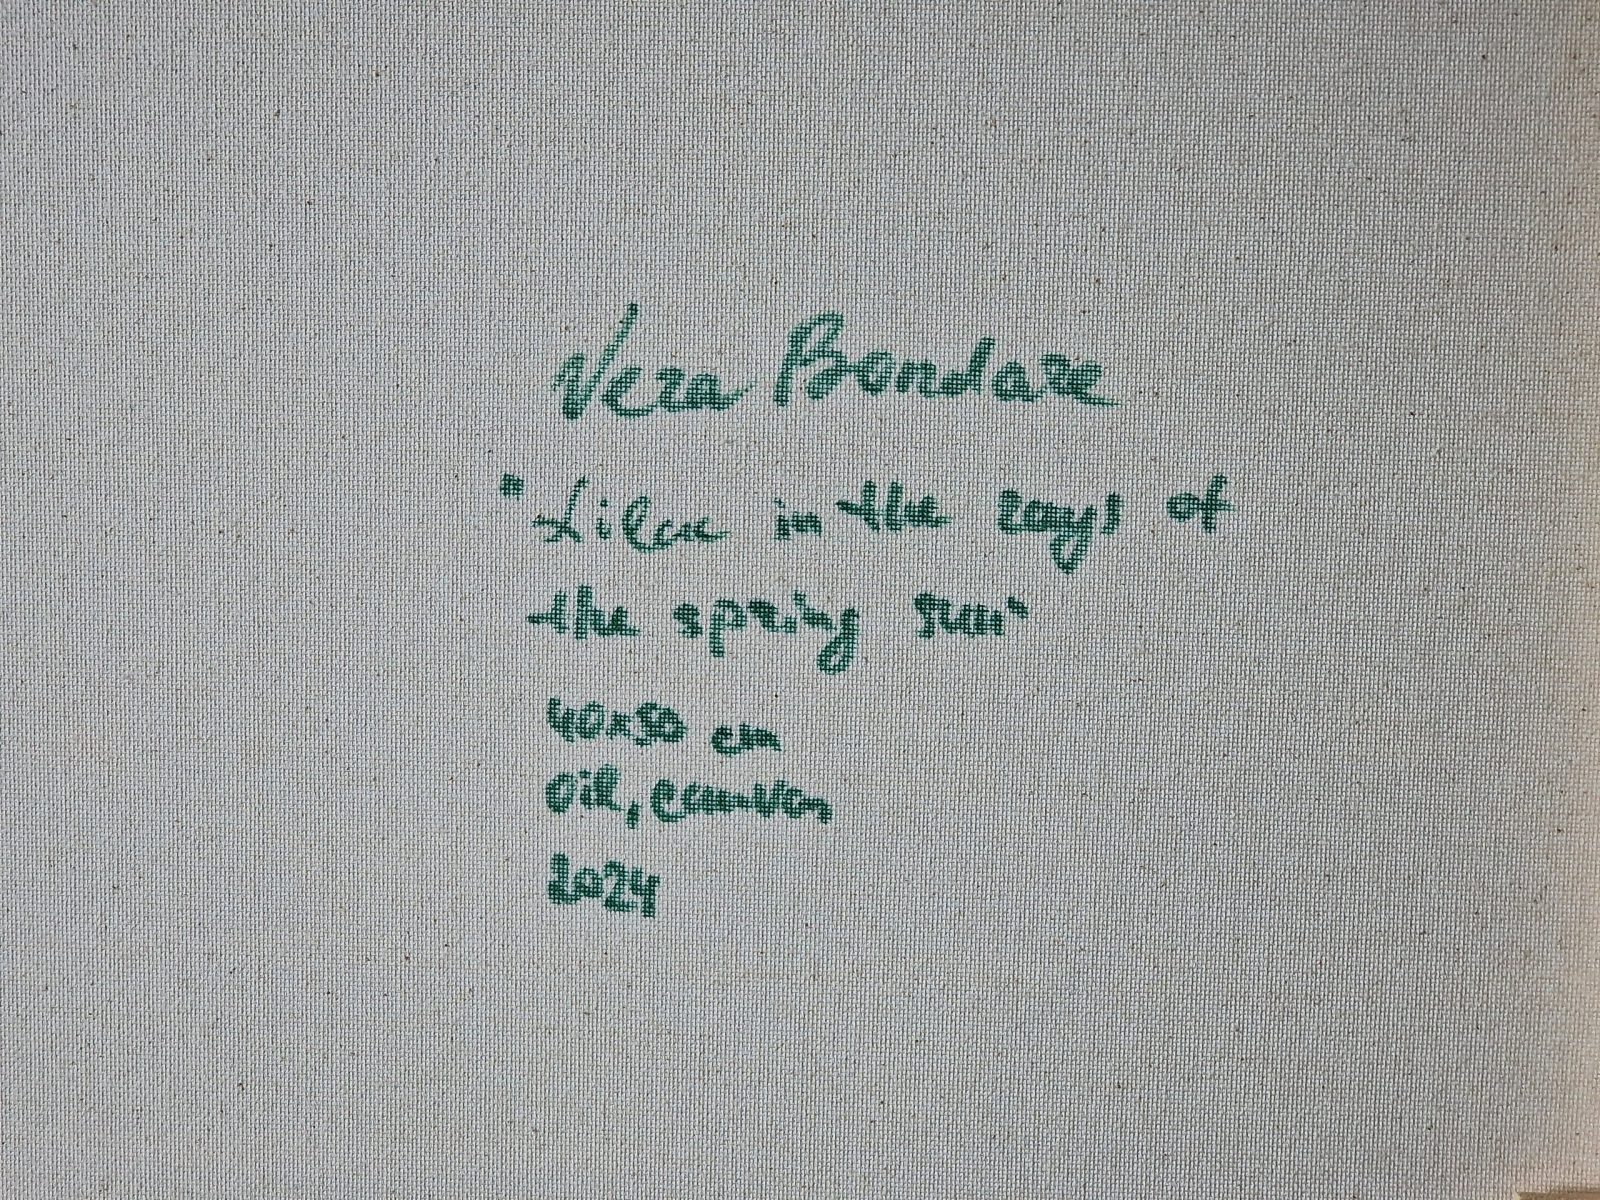 Vera Bondare
"Lilac in the rays of
the spring sun"
40x50 cm
oil, canvas
2024